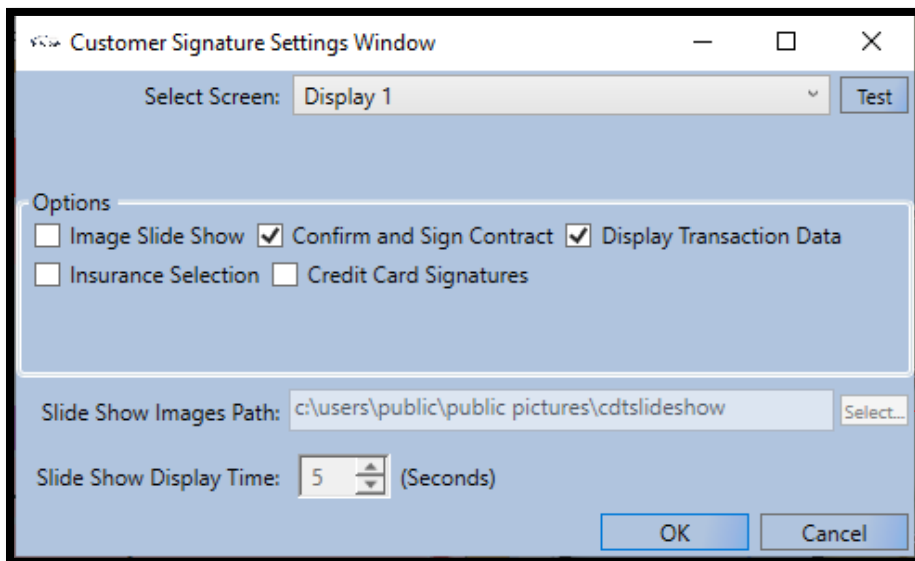 Customer Signature Settings Window
Select Screen: Display 1 Test
Options
Image Slide Show Confirm and Sign Contract Display Transaction Data
Insurance Selection Credit Card Signatures
Slide Show Images Path: c:\users\public\public pictures\cdtslideshow Select...
Slide Show Display Time: 5 (Seconds)
OK Cancel